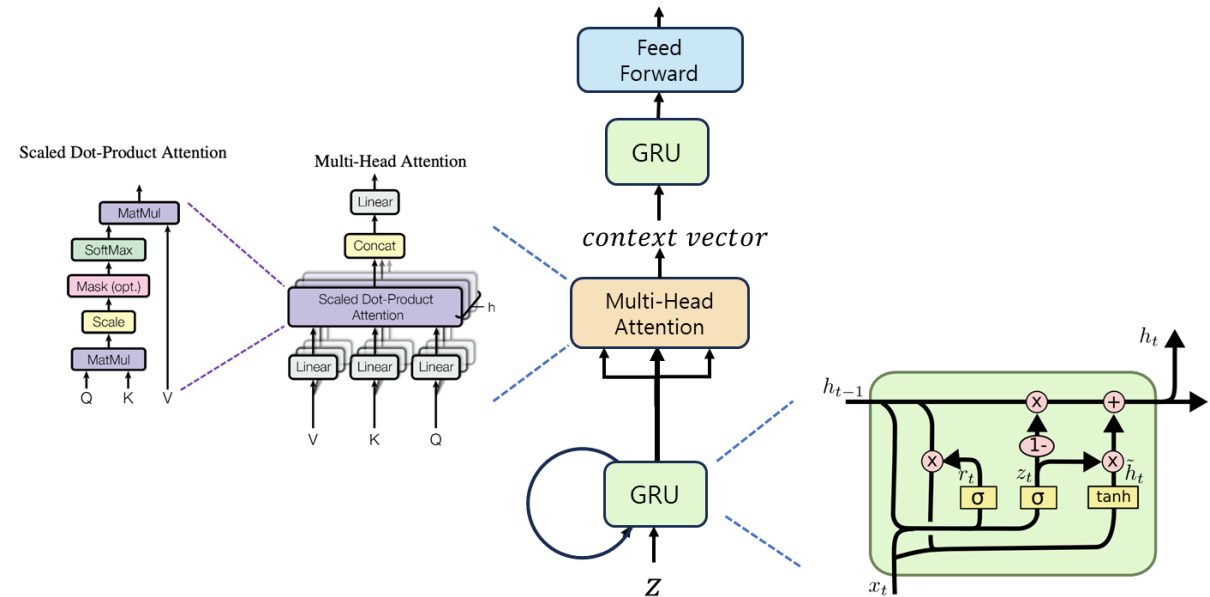 Scaled Dot-Product Attention
MatMul
SoftMax
Mask (opt.)
Scale
MatMul
Q K V
Multi-Head Attention
Linear
Concat
Scaled Dot-Product
Attention
h
Linear Linear Linear
V K Q
Feed
Forward
GRU
context vector
Multi-Head
Attention
GRU
z
h_t
h_{t-1}
x +
1-
x x
r_t z_t h̃_t
σ σ tanh
x_t